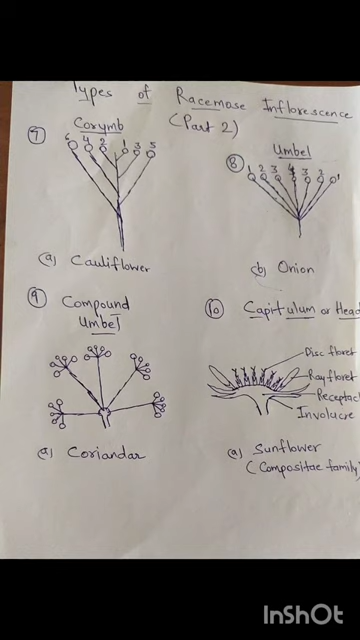 Types of Racemose Inflorescence
(Part 2)
7 Corymb
6 4 2 1 3 5
(a) Cauliflower
8 Umbel
1 2 3 4 3 2 1
(b) Onion
9 Compound
Umbel
(a) Coriandar
10 Capitulum or Head
Disc floret
Ray floret
Receptac
Involucre
(a) Sunflower
(Compositae family)
InShOt